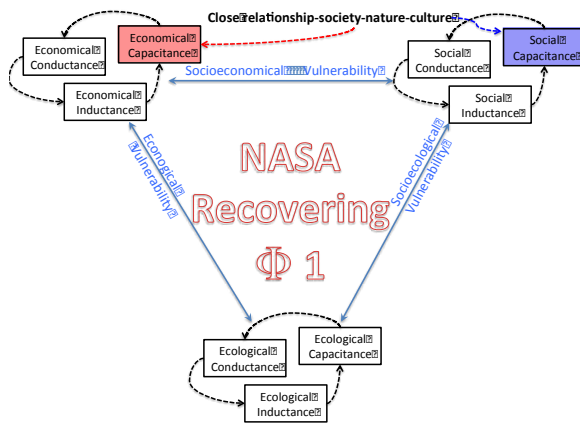 Close relationship-society-nature-culture
Economical
Capacitance
Economical
Conductance
Economical
Inductance
Socioeconomical Vulnerability
Social
Capacitance
Social
Conductance
Social
Inductance
Econogical
Vulnerability
Socioecological
Vulnerability
NASA
Recovering
Φ 1
Ecological
Conductance
Ecological
Capacitance
Ecological
Inductance